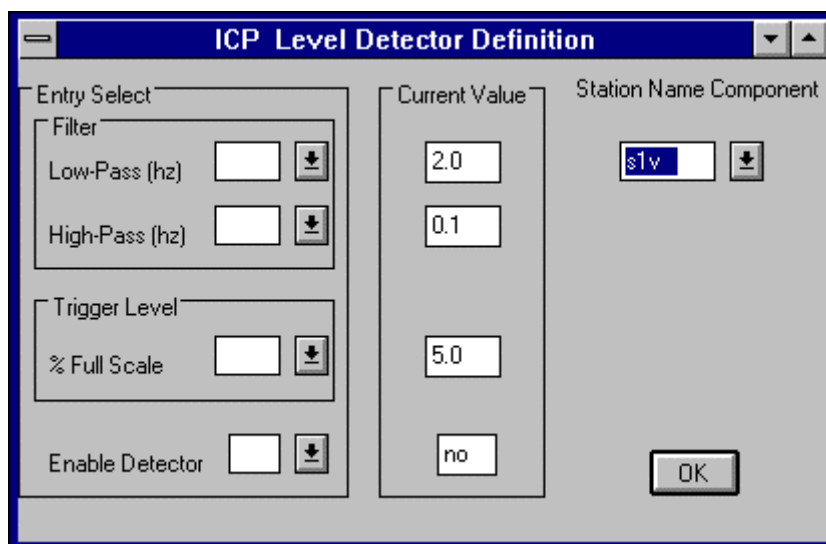 ICP Level Detector Definition
Entry Select
Current Value
Station Name Component
Filter
Low-Pass (hz)
2.0
s1v
High-Pass (hz)
0.1
Trigger Level
% Full Scale
5.0
Enable Detector
no
OK